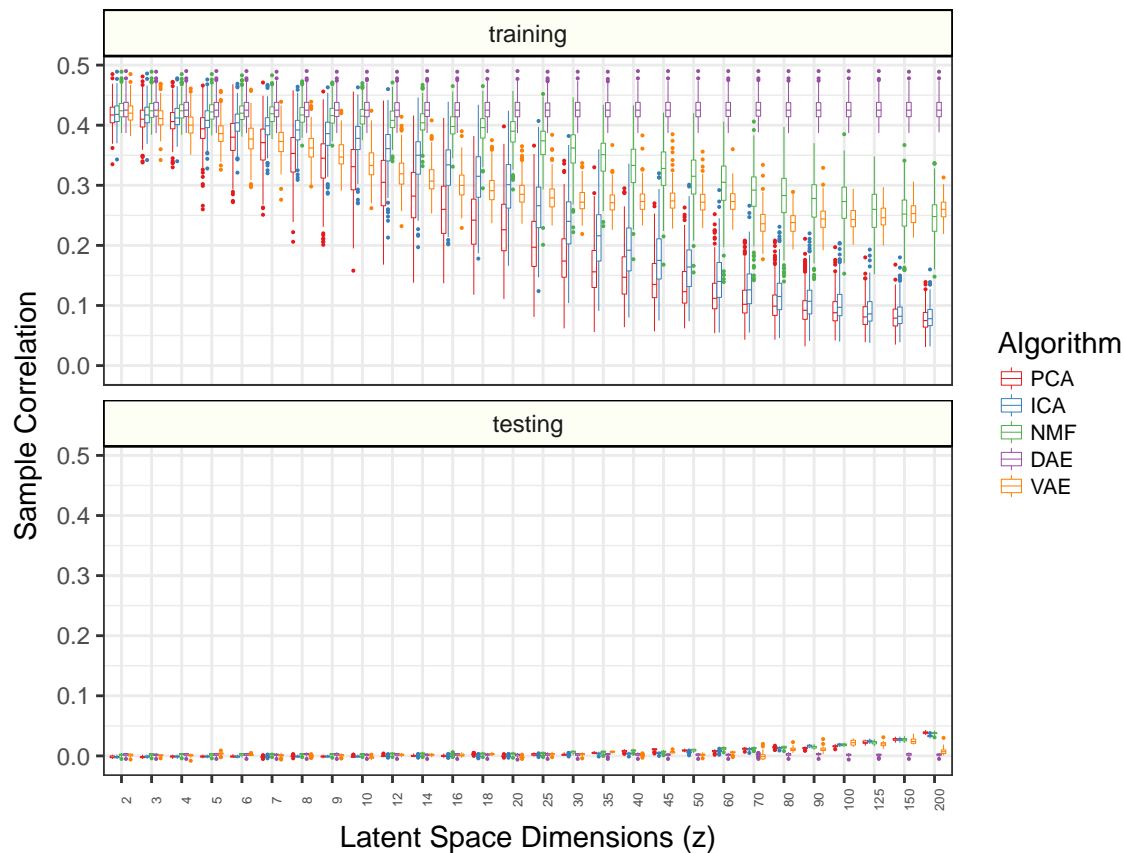 training
0.5
0.4
0.3
0.2
0.1
0.0
testing
0.5
0.4
0.3
0.2
0.1
0.0
Sample Correlation
2 3 4 5 6 7 8 9 10 12 14 16 18 20 25 30 35 40 45 50 60 70 80 90 100 125 150 200
Latent Space Dimensions (z)
Algorithm
PCA
ICA
NMF
DAE
VAE